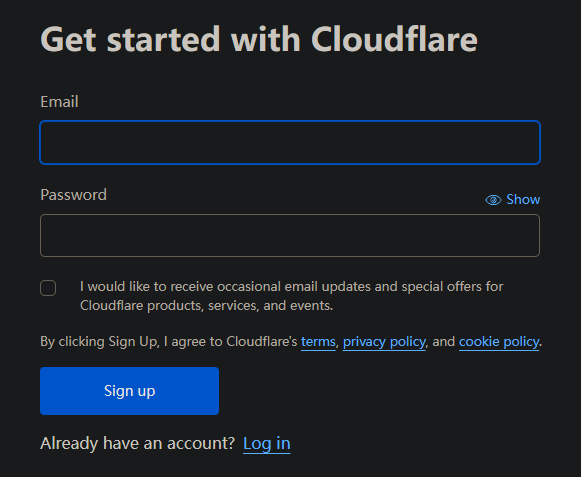 Get started with Cloudflare
Email
Password
Show
I would like to receive occasional email updates and special offers for
Cloudflare products, services, and events.
By clicking Sign Up, I agree to Cloudflare's terms, privacy policy, and cookie policy.
Sign up
Already have an account? Log in